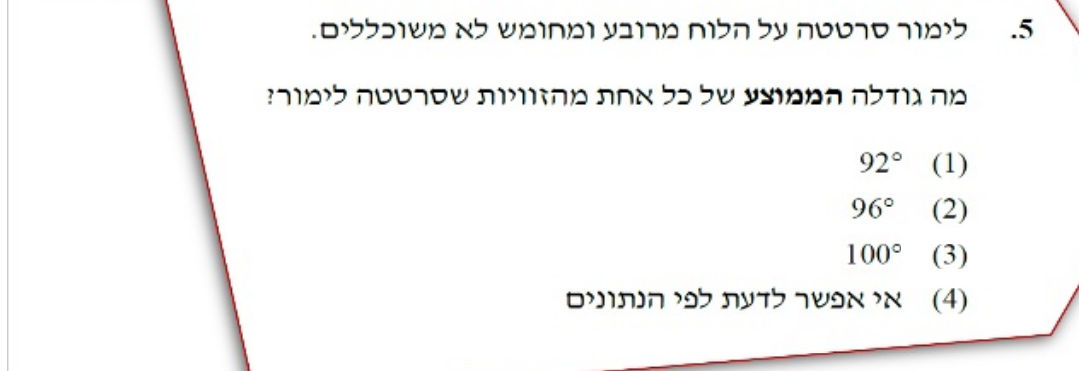 5. לימור סרטטה על הלוח מרובע ומחומש לא משוכללים.
מה גודלה הממוצע של כל אחת מהזוויות שסרטטה לימור?
(1) 92°
(2) 96°
(3) 100°
(4) אי אפשר לדעת לפי הנתונים